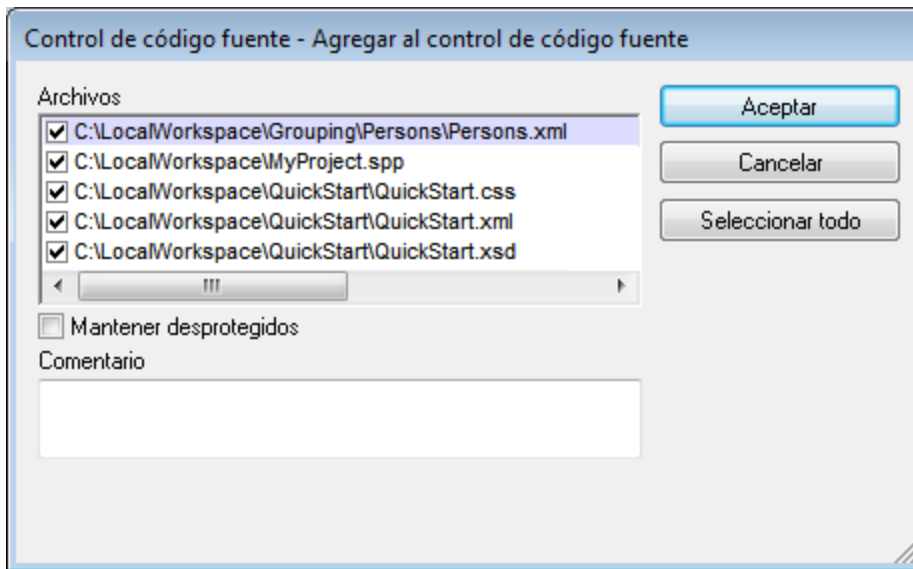 Control de código fuente - Agregar al control de código fuente
Archivos
C:\LocalWorkspace\Grouping\Persons\Persons.xml
C:\LocalWorkspace\MyProject.spp
C:\LocalWorkspace\QuickStart\QuickStart.css
C:\LocalWorkspace\QuickStart\QuickStart.xml
C:\LocalWorkspace\QuickStart\QuickStart.xsd
Mantener desprotegidos
Comentario
Aceptar
Cancelar
Seleccionar todo